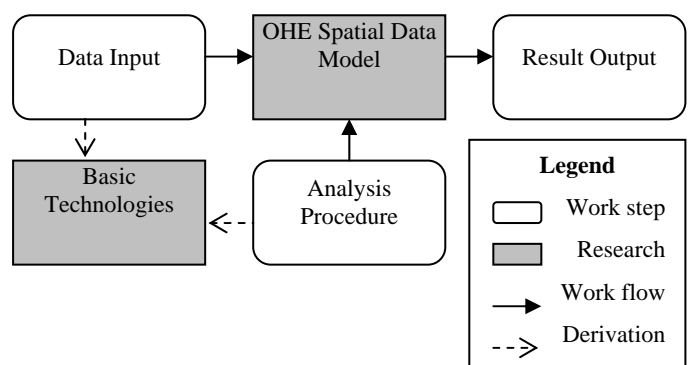 Data Input
OHE Spatial Data
Model
Result Output
Basic
Technologies
Analysis
Procedure
Legend
Work step
Research
Work flow
Derivation